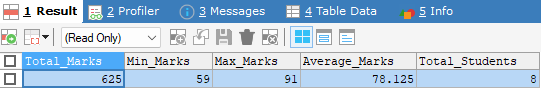 1 Result 2 Profiler 3 Messages 4 Table Data 5 Info
(Read Only)
Total_Marks Min_Marks Max_Marks Average_Marks Total_Students
625 59 91 78.125 8